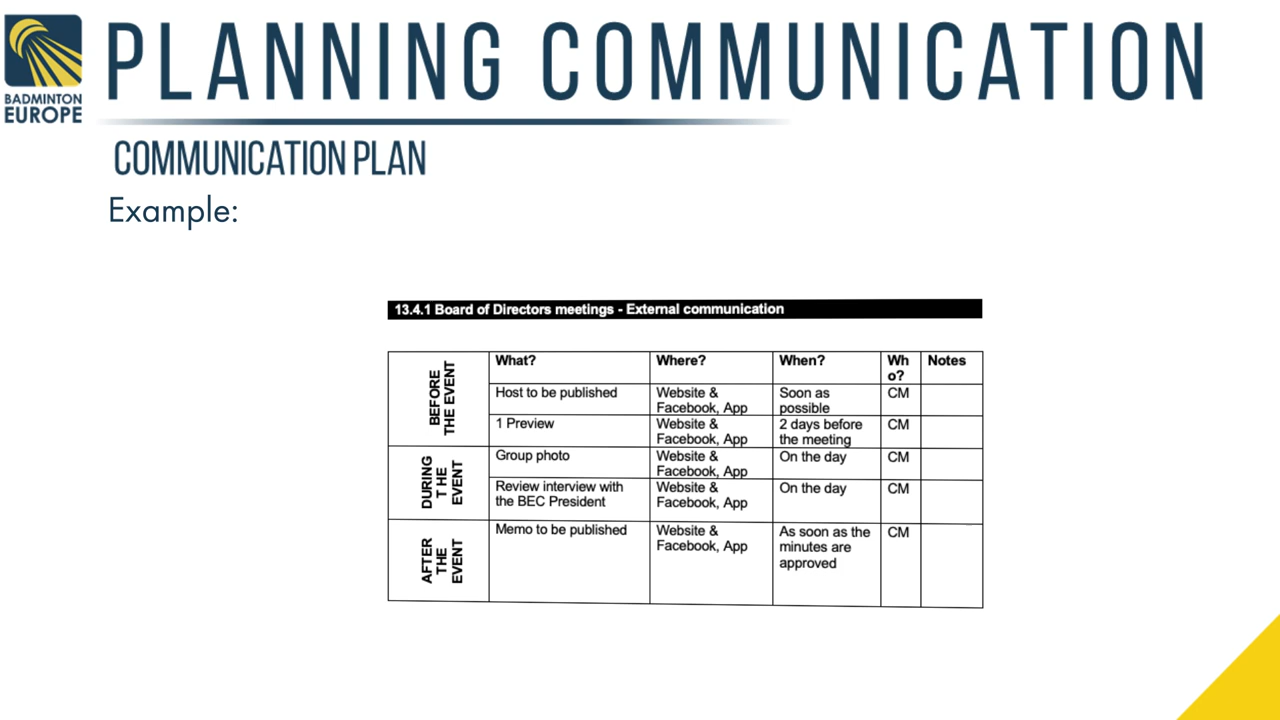 BADMINTON
EUROPE
PLANNING COMMUNICATION
COMMUNICATION PLAN
Example:
13.4.1 Board of Directors meetings - External communication
BEFORE
THE EVENT
What?
Where?
When?
Wh
o?
Notes
Host to be published
Website &
Facebook, App
Soon as
possible
CM
1 Preview
Website &
Facebook, App
2 days before
the meeting
CM
DURING
T HE
EVENT
Group photo
Website &
Facebook, App
On the day
CM
Review interview with
the BEC President
Website &
Facebook, App
On the day
CM
AFTER
THE
EVENT
Memo to be published
Website &
Facebook, App
As soon as the
minutes are
approved
CM